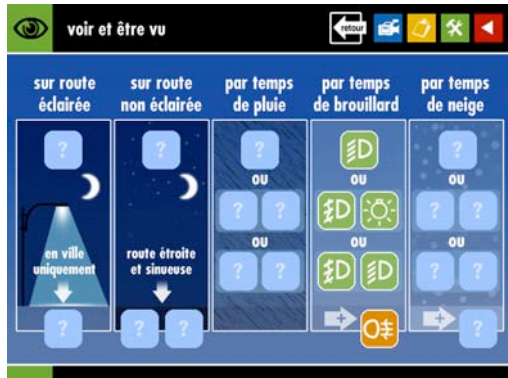 voir et être vu
retour
sur route
éclairée
sur route
non éclairée
par temps
de pluie
par temps
de brouillard
par temps
de neige
?
?
?
?
ou
ou
ou
? ?
? ?
ou
ou
ou
en ville
uniquement
route étroite
et sinueuse
? ?
? ?
+
+
?
? ?
?